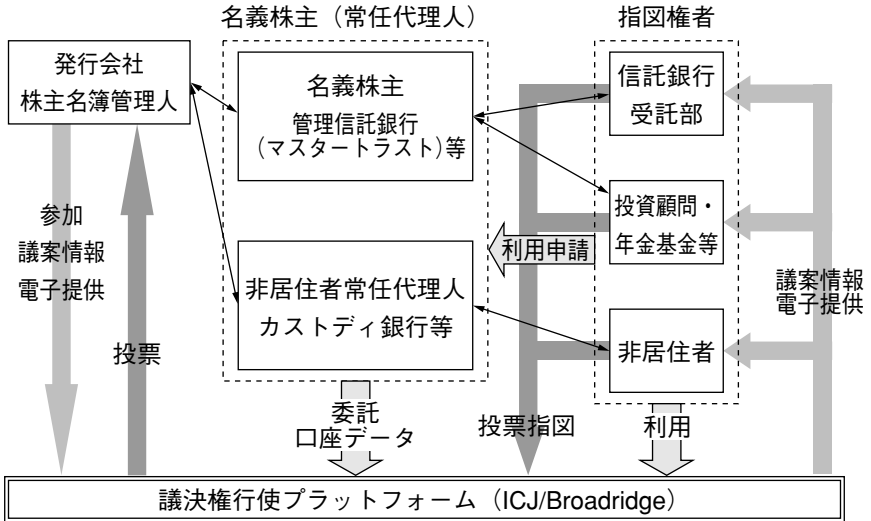 名義株主（常任代理人）
指図権者
発行会社
株主名簿管理人
名義株主
管理信託銀行
（マスタートラスト）等
信託銀行
受託部
参加
議案情報
電子提供
投票
投資顧問・
年金基金等
利用申請
非居住者常任代理人
カストディ銀行等
非居住者
議案情報
電子提供
委託
口座データ
投票指図
利用
議決権行使プラットフォーム（ICJ/Broadridge）